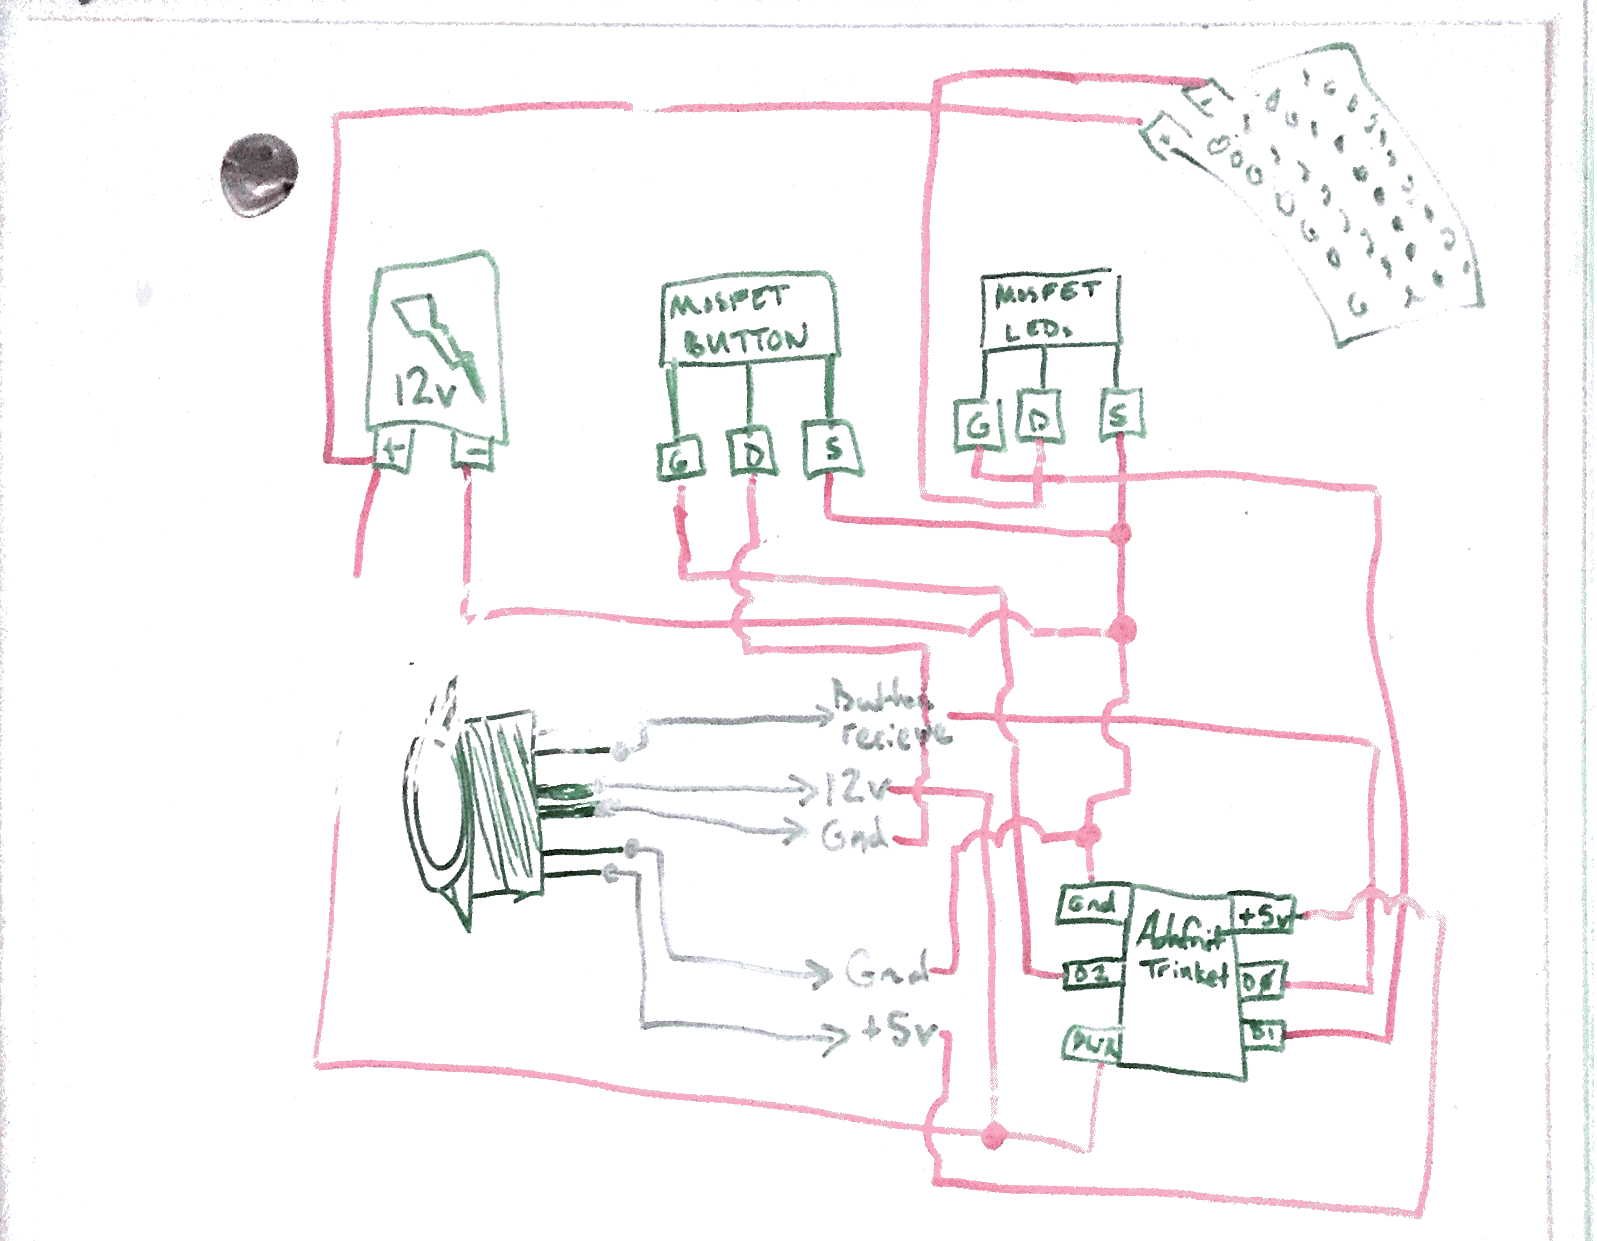 -
+
12v
+
-
MOSFET
BUTTON
G
D
S
MOSFET
LEDs
G
D
S
Button
recieve
12v
Gnd
Gnd
+5v
Gnd
D2
PWR
Adafruit
Trinket
+5v
D0
D1